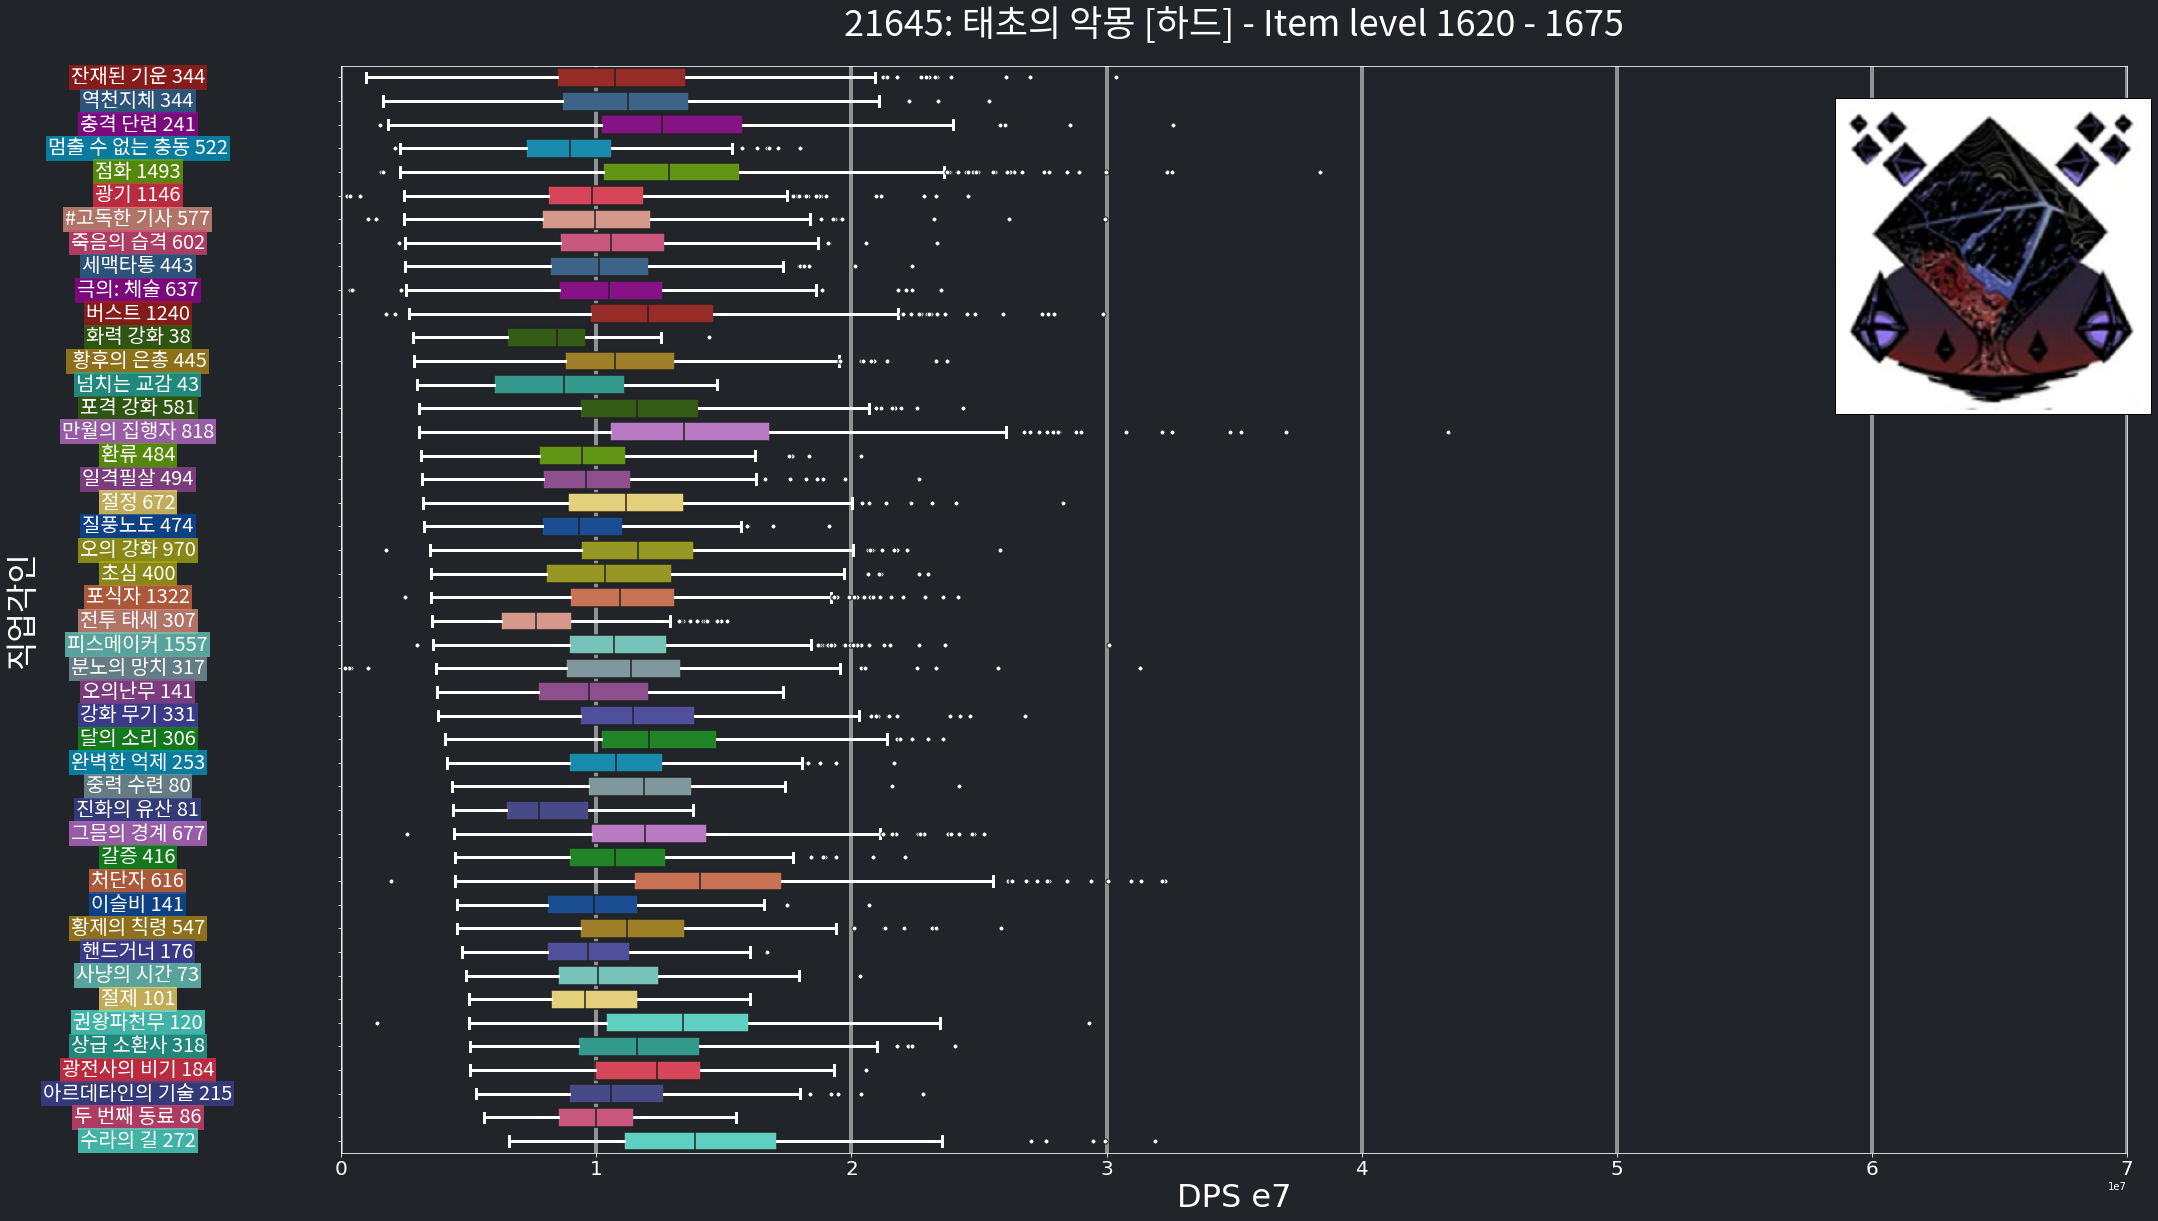 21645: 태초의 악몽 [하드] - Item level 1620 - 1675
직업각인
잔재된 기운 344
역천지체 344
충격 단련 241
멈출 수 없는 충동 522
점화 1493
광기 1146
#고독한 기사 577
죽음의 습격 602
세맥타통 443
극의: 체술 637
버스트 1240
화력 강화 38
황후의 은총 445
넘치는 교감 43
포격 강화 581
만월의 집행자 818
환류 484
일격필살 494
절정 672
질풍노도 474
오의 강화 970
초심 400
포식자 1322
전투 태세 307
피스메이커 1557
분노의 망치 317
오의난무 141
강화 무기 331
달의 소리 306
완벽한 억제 253
중력 수련 80
진화의 유산 81
그믐의 경계 677
갈증 416
처단자 616
이슬비 141
황제의 칙령 547
핸드거너 176
사냥의 시간 73
절제 101
권왕파천무 120
상급 소환사 318
광전사의 비기 184
아르데타인의 기술 215
두 번째 동료 86
수라의 길 272
0 1 2 3 4 5 6 7
1e7
DPS e7